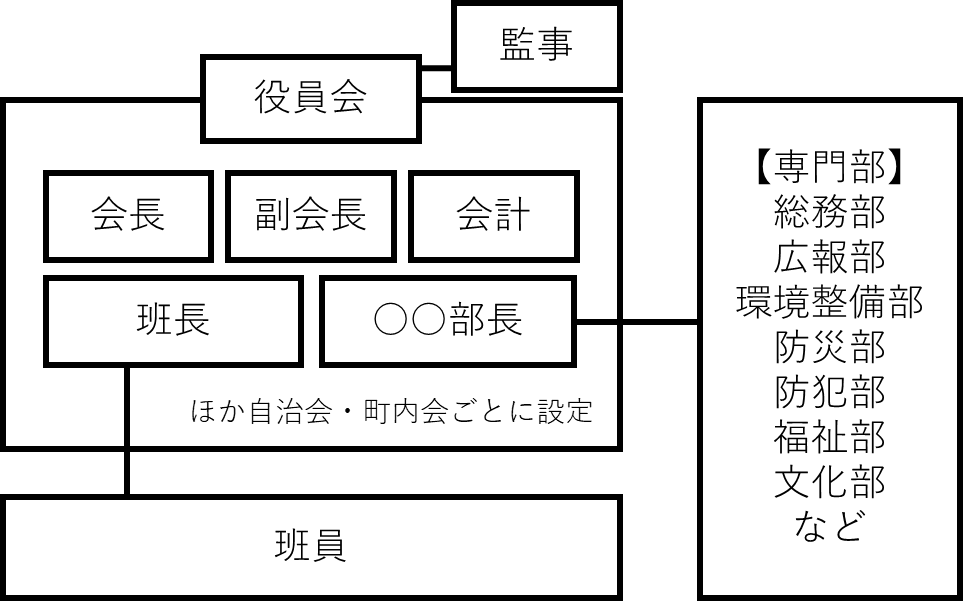 監事
役員会
会長
副会長
会計
班長
〇〇部長
ほか自治会・町内会ごとに設定
班員
【専門部】
総務部
広報部
環境整備部
防災部
防犯部
福祉部
文化部
など